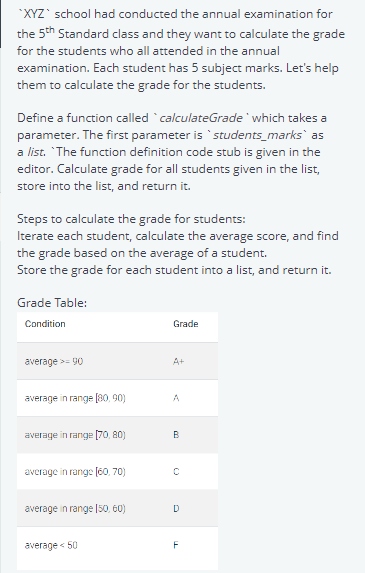 `XYZ` school had conducted the annual examination for
the 5th Standard class and they want to calculate the grade
for the students who all attended in the annual
examination. Each student has 5 subject marks. Let's help
them to calculate the grade for the students.
Define a function called `calculateGrade` which takes a
parameter. The first parameter is `students_marks` as
a list. `The function definition code stub is given in the
editor. Calculate grade for all students given in the list,
store into the list, and return it.
Steps to calculate the grade for students:
Iterate each student, calculate the average score, and find
the grade based on the average of a student.
Store the grade for each student into a list, and return it.
Grade Table:
Condition Grade
average >= 90 A+
average in range [80, 90) A
average in range [70, 80) B
average in range [60, 70) C
average in range [50, 60) D
average < 50 F